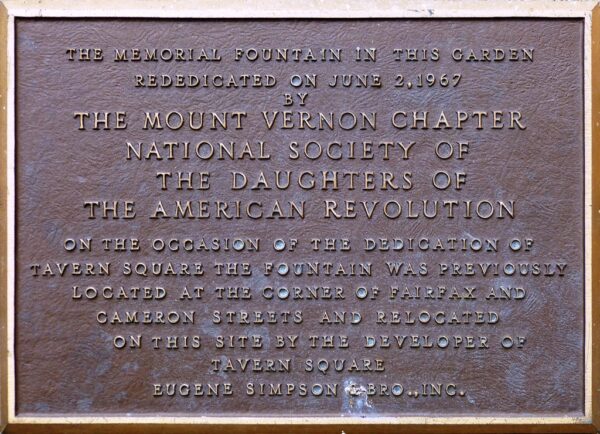 THE MEMORIAL FOUNTAIN IN THIS GARDEN
REDEDICATED ON JUNE 2, 1967
BY
THE MOUNT VERNON CHAPTER
NATIONAL SOCIETY OF
THE DAUGHTERS OF
THE AMERICAN REVOLUTION
ON THE OCCASION OF THE DEDICATION OF
TAVERN SQUARE THE FOUNTAIN WAS PREVIOUSLY
LOCATED AT THE CORNER OF FAIRFAX AND
CAMERON STREETS AND RELOCATED
ON THIS SITE BY THE DEVELOPER OF
TAVERN SQUARE
EUGENE SIMPSON & BRO., INC.